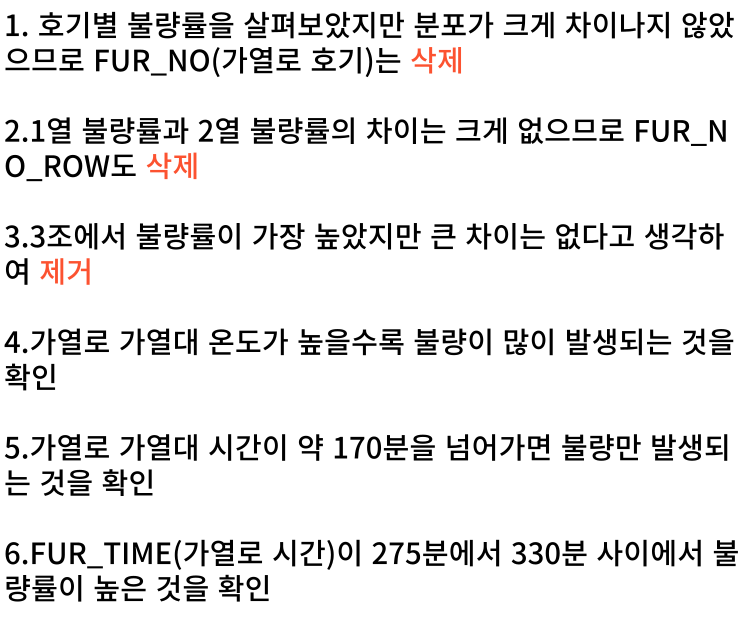 1. 호기별 불량률을 살펴보았지만 분포가 크게 차이나지 않았
으므로 FUR_NO(가열로 호기)는 삭제
2.1열 불량률과 2열 불량률의 차이는 크게 없으므로 FUR_N
O_ROW도 삭제
3.3조에서 불량률이 가장 높았지만 큰 차이는 없다고 생각하
여 제거
4.가열로 가열대 온도가 높을수록 불량이 많이 발생되는 것을
확인
5.가열로 가열대 시간이 약 170분을 넘어가면 불량만 발생되
는 것을 확인
6.FUR_TIME(가열로 시간)이 275분에서 330분 사이에서 불
량률이 높은 것을 확인